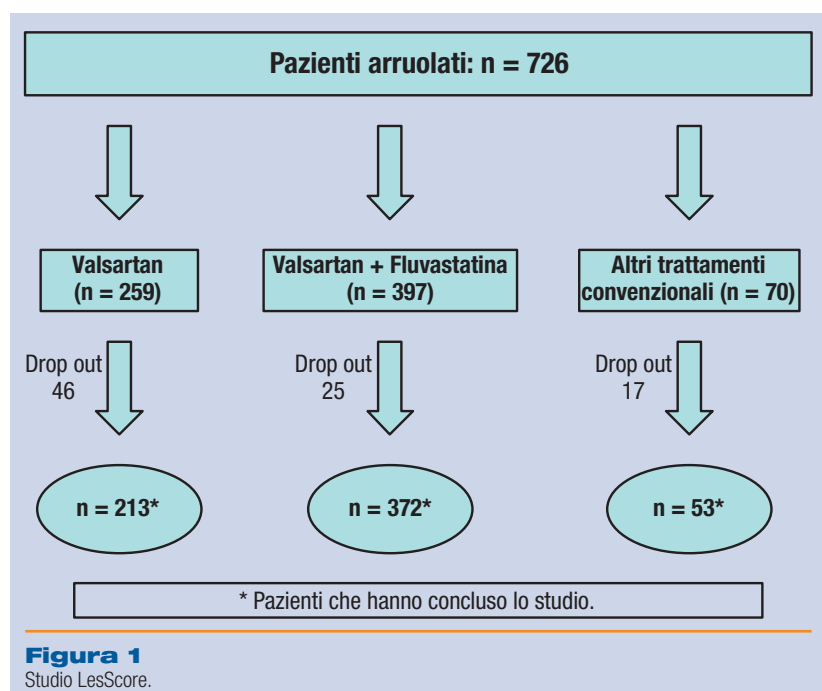 Pazienti arruolati: n = 726
Valsartan
(n = 259)
Valsartan + Fluvastatina
(n = 397)
Altri trattamenti
convenzionali (n = 70)
Drop out
46
Drop out
25
Drop out
17
n = 213*
n = 372*
n = 53*
* Pazienti che hanno concluso lo studio.
Figura 1
Studio LesScore.